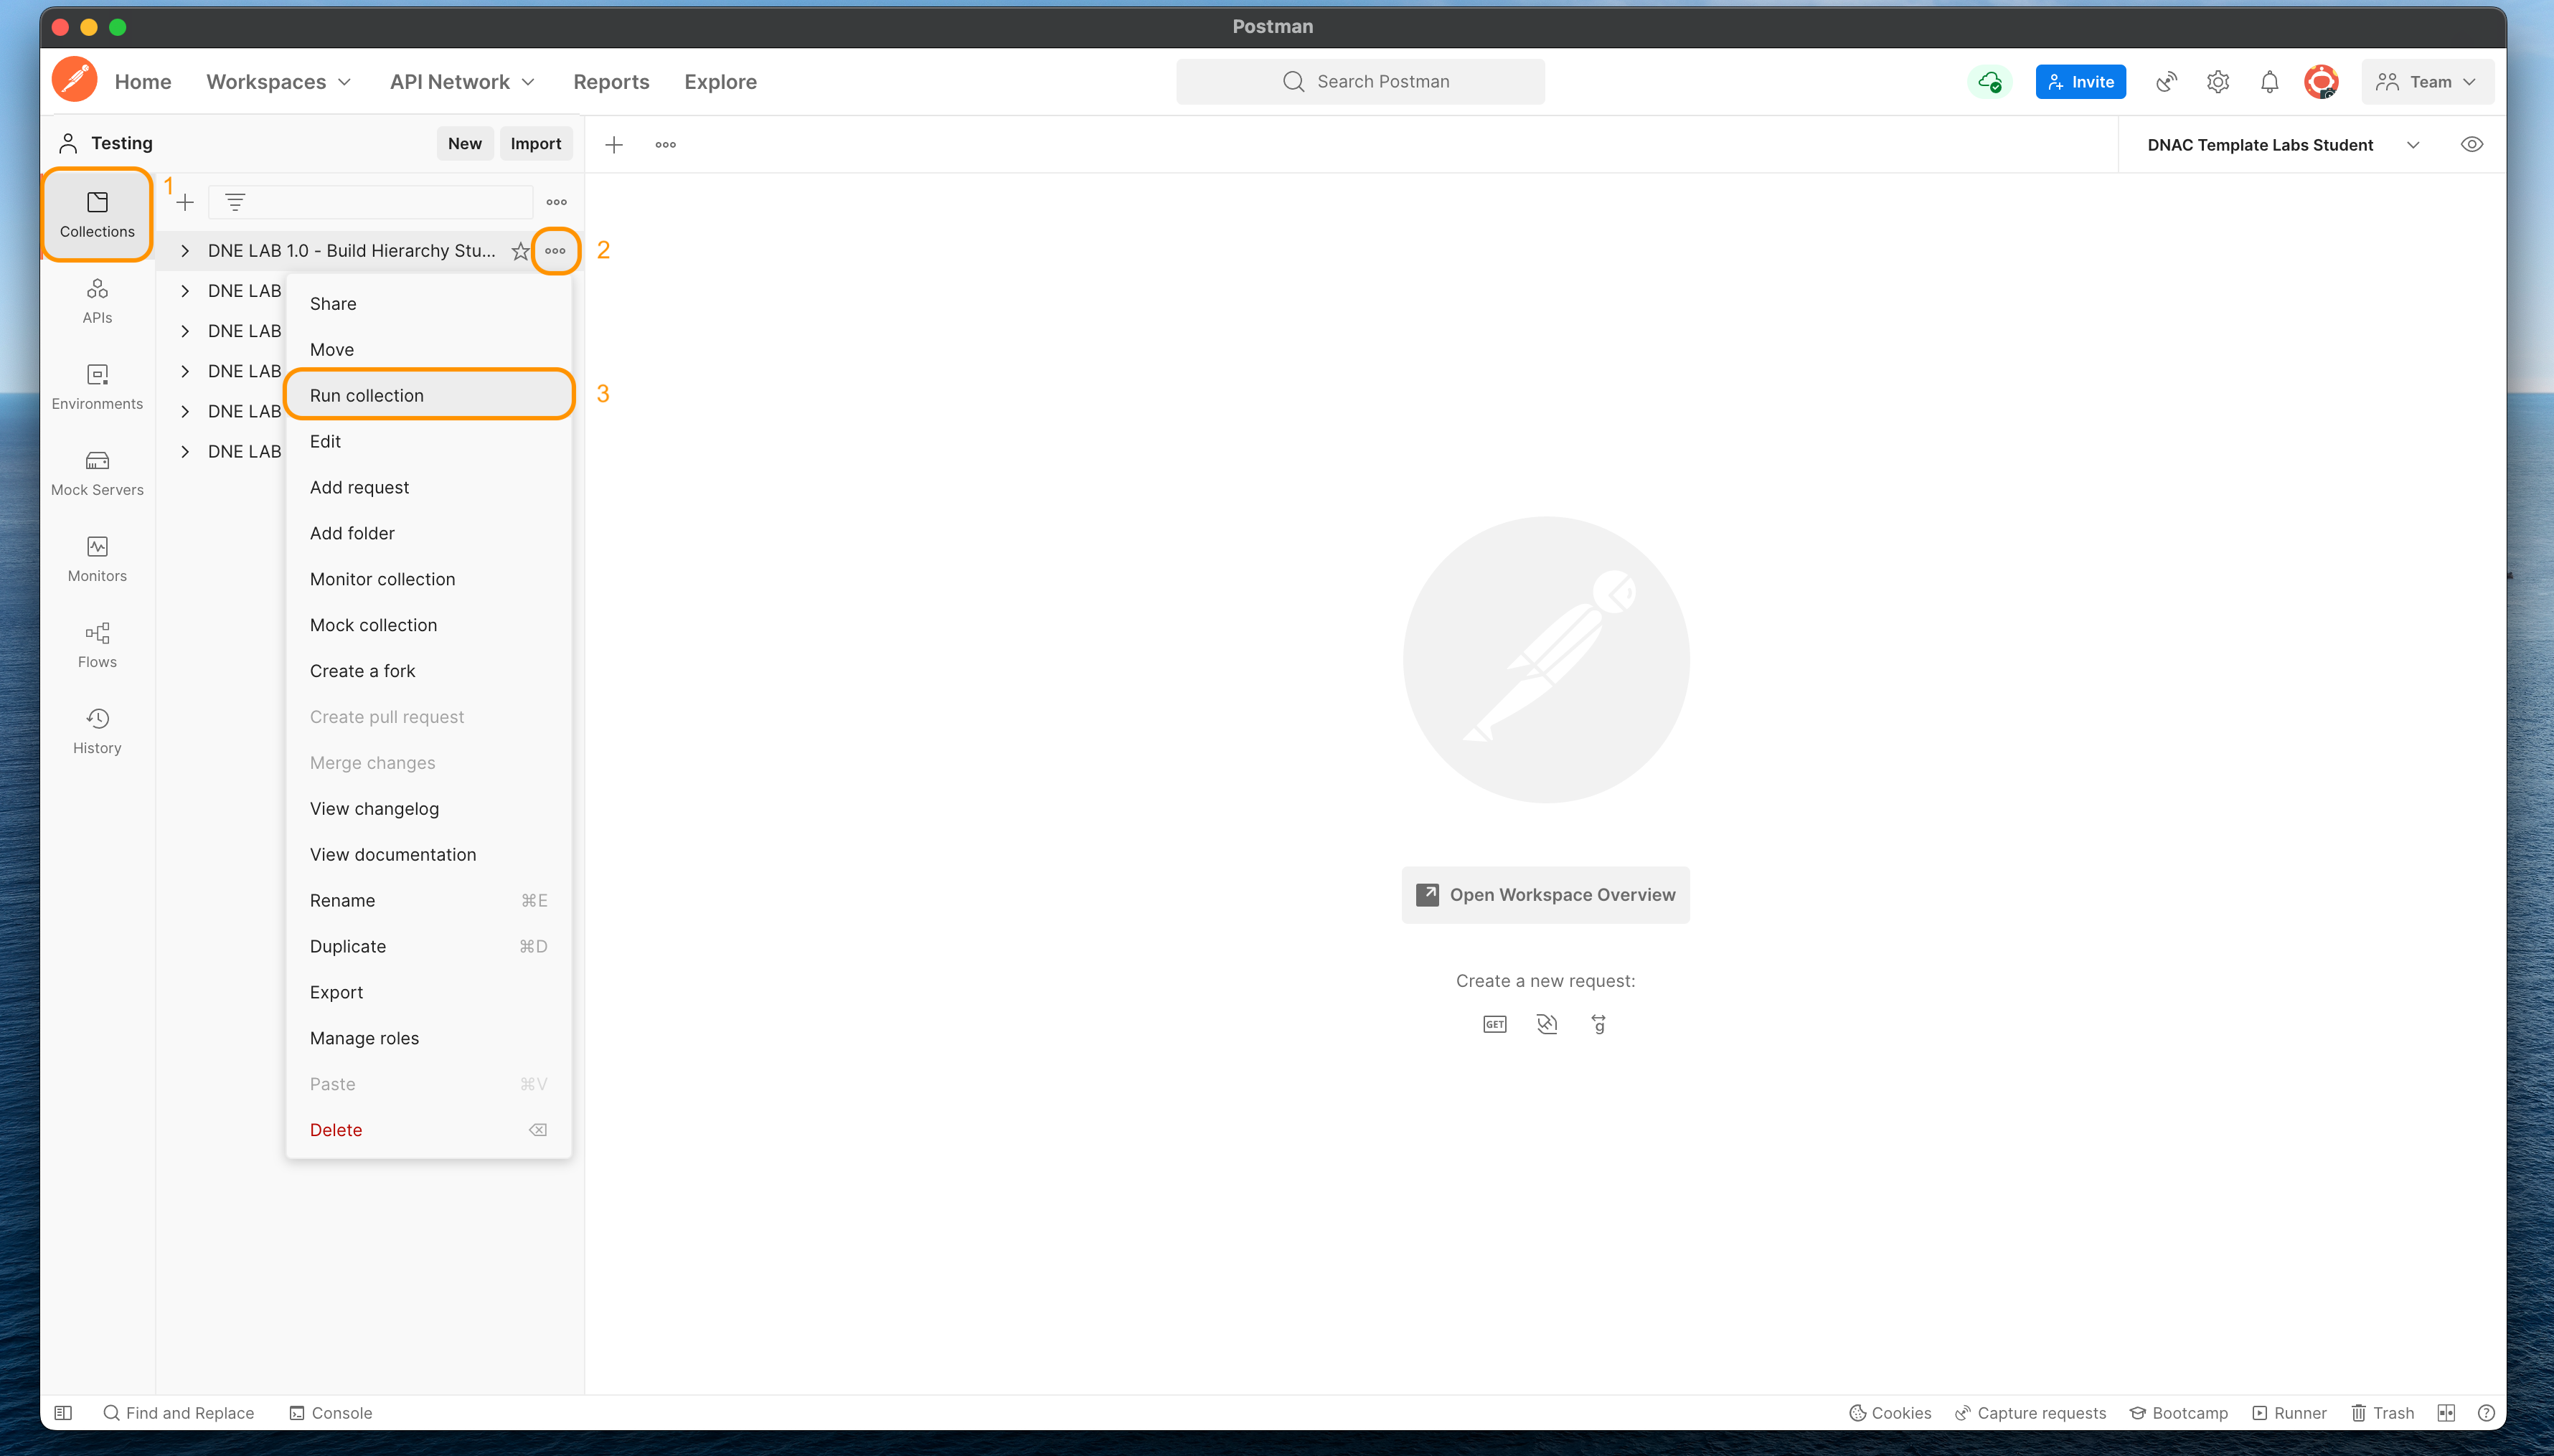 Postman
Home Workspaces API Network Reports Explore
Search Postman
Invite
Team
Testing
New Import
DNAC Template Labs Student
1
Collections
DNE LAB 1.0 - Build Hierarchy Stu...
2
DNE LAB
DNE LAB
DNE LAB
DNE LAB
DNE LAB
Share
Move
Run collection
3
Edit
Add request
Add folder
Monitor collection
Mock collection
Create a fork
Create pull request
Merge changes
View changelog
View documentation
Rename ⌘E
Duplicate ⌘D
Export
Manage roles
Paste ⌘V
Delete
APIs
Environments
Mock Servers
Monitors
Flows
History
Open Workspace Overview
Create a new request:
GET
g
Find and Replace
Console
Cookies
Capture requests
Bootcamp
Runner
Trash